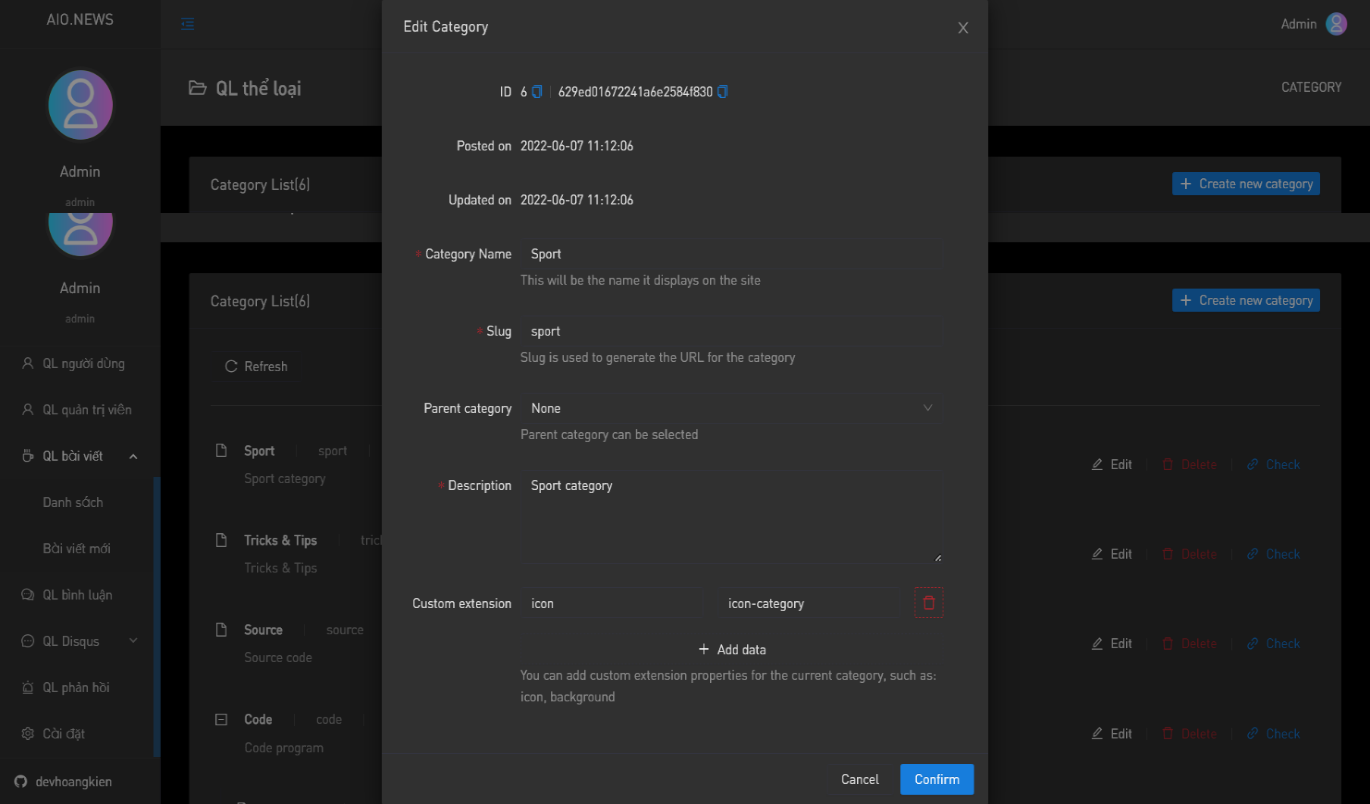 AIO.NEWS
Admin
admin
Admin
admin
QL người dùng
QL quản trị viên
QL bài viết
Danh sách
Bài viết mới
QL bình luận
QL Disqus
QL phản hồi
Cài đặt
devhoangkien
Admin
QL thể loại
CATEGORY
Category List(6)
+ Create new category
Category List(6)
+ Create new category
Refresh
Sport | sport |
Sport category
Edit | Delete | Check
Tricks & Tips | tric
Tricks & Tips
Edit | Delete | Check
Source | source
Source code
Edit | Delete | Check
Code | code |
Code program
Edit | Delete | Check
Edit Category
X
ID 6 | 629ed01672241a6e2584f830
Posted on 2022-06-07 11:12:06
Updated on 2022-06-07 11:12:06
* Category Name Sport
This will be the name it displays on the site
* Slug sport
Slug is used to generate the URL for the category
Parent category None
Parent category can be selected
* Description Sport category
Custom extension icon icon-category
+ Add data
You can add custom extension properties for the current category, such as:
icon, background
Cancel Confirm